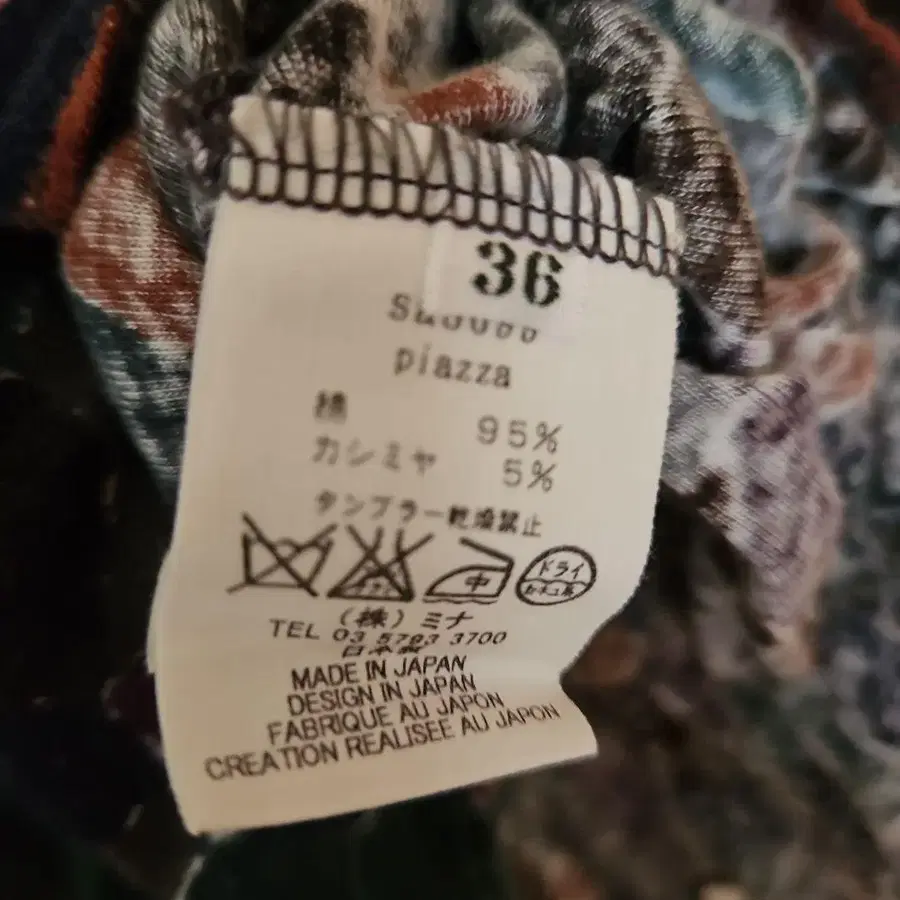 36
piazza
綿 95%
カシミヤ 5%
タンブラー乾燥禁止
中
ドライ
(株) ミナ
TEL 03 5793 3700
日本製
MADE IN JAPAN
DESIGN IN JAPAN
FABRIQUE AU JAPON
CREATION REALISEE AU JAPON